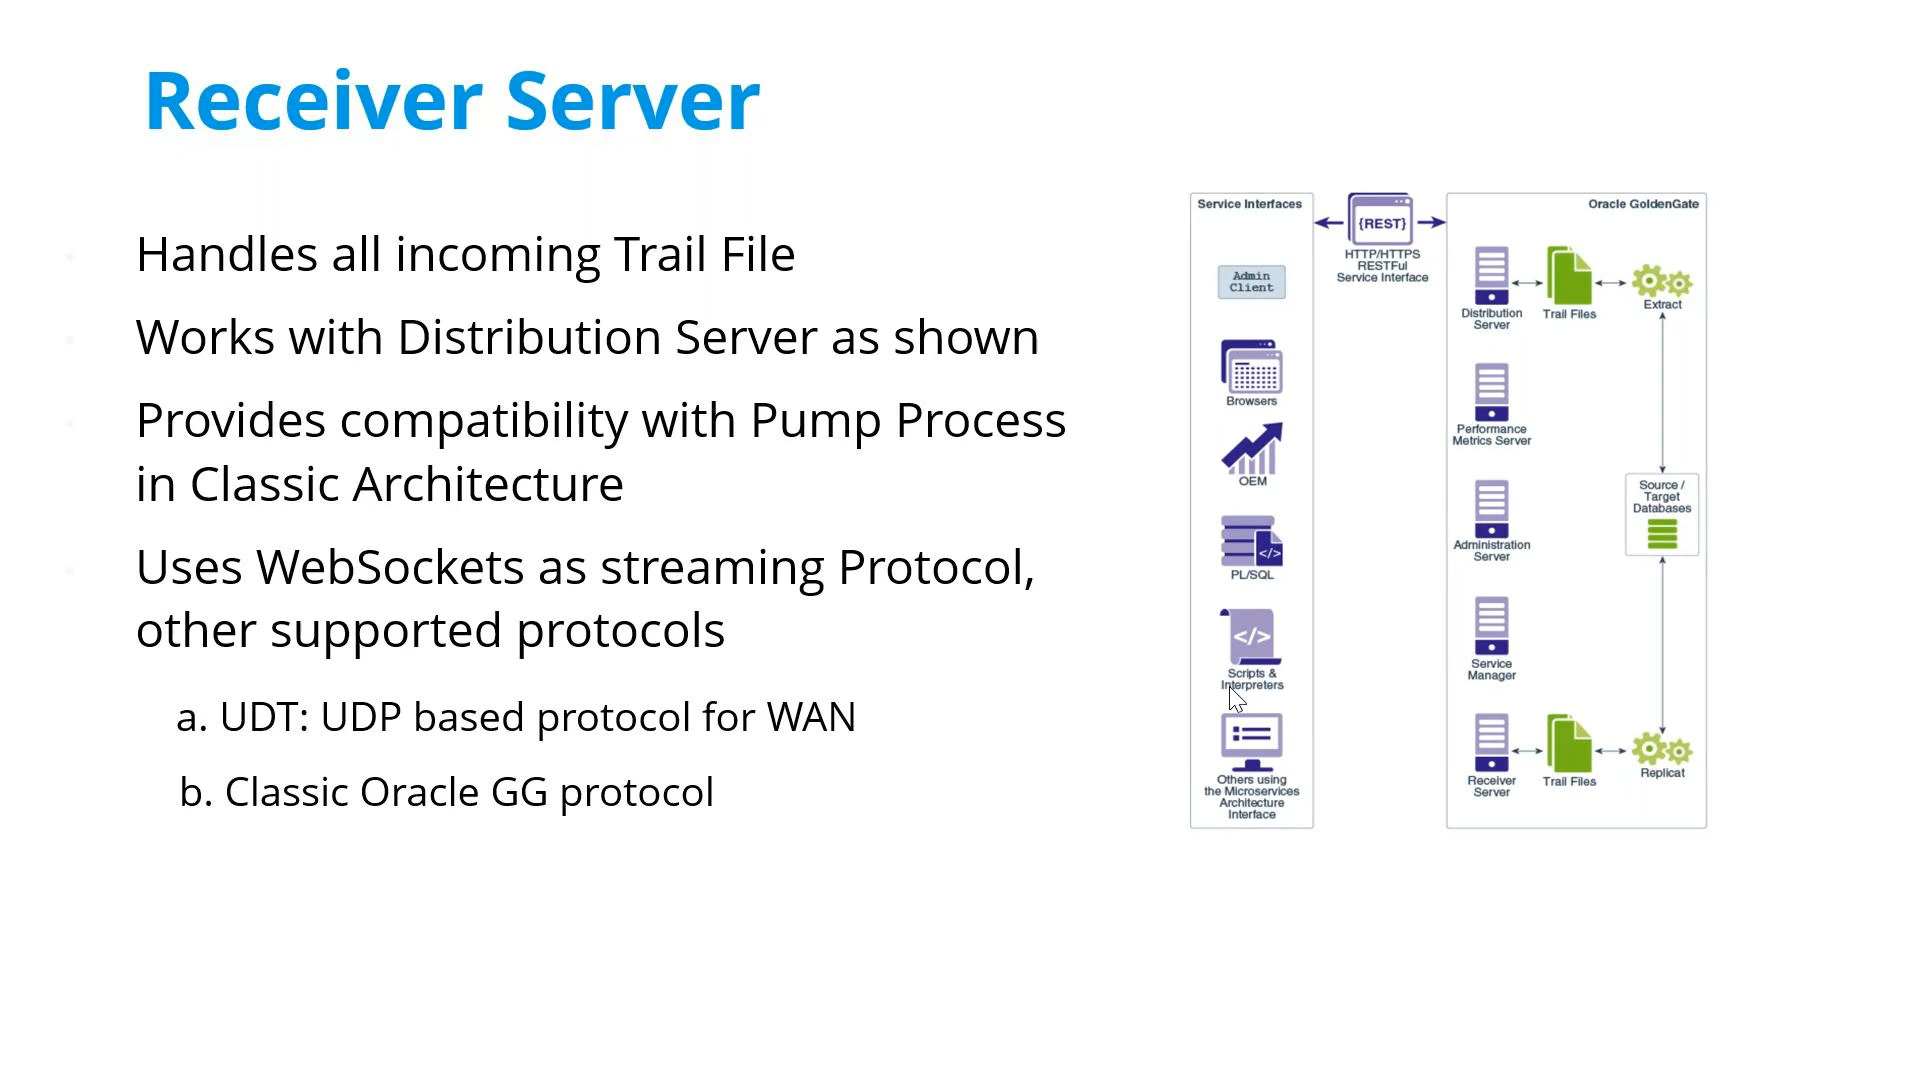 Receiver Server
Handles all incoming Trail File
Works with Distribution Server as shown
Provides compatibility with Pump Process
in Classic Architecture
Uses WebSockets as streaming Protocol,
other supported protocols
a. UDT: UDP based protocol for WAN
b. Classic Oracle GG protocol
Service Interfaces
Admin
Client
Browsers
OEM
</>
PL/SQL
</>
Scripts &
Interpreters
Others using
the Microservices
Architecture
Interface
{REST}
HTTP/HTTPS
RESTFul
Service Interface
Oracle GoldenGate
Distribution
Server
Trail Files
Extract
Performance
Metrics Server
Source /
Target
Databases
Administration
Server
Service
Manager
Receiver
Server
Trail Files
Replicat